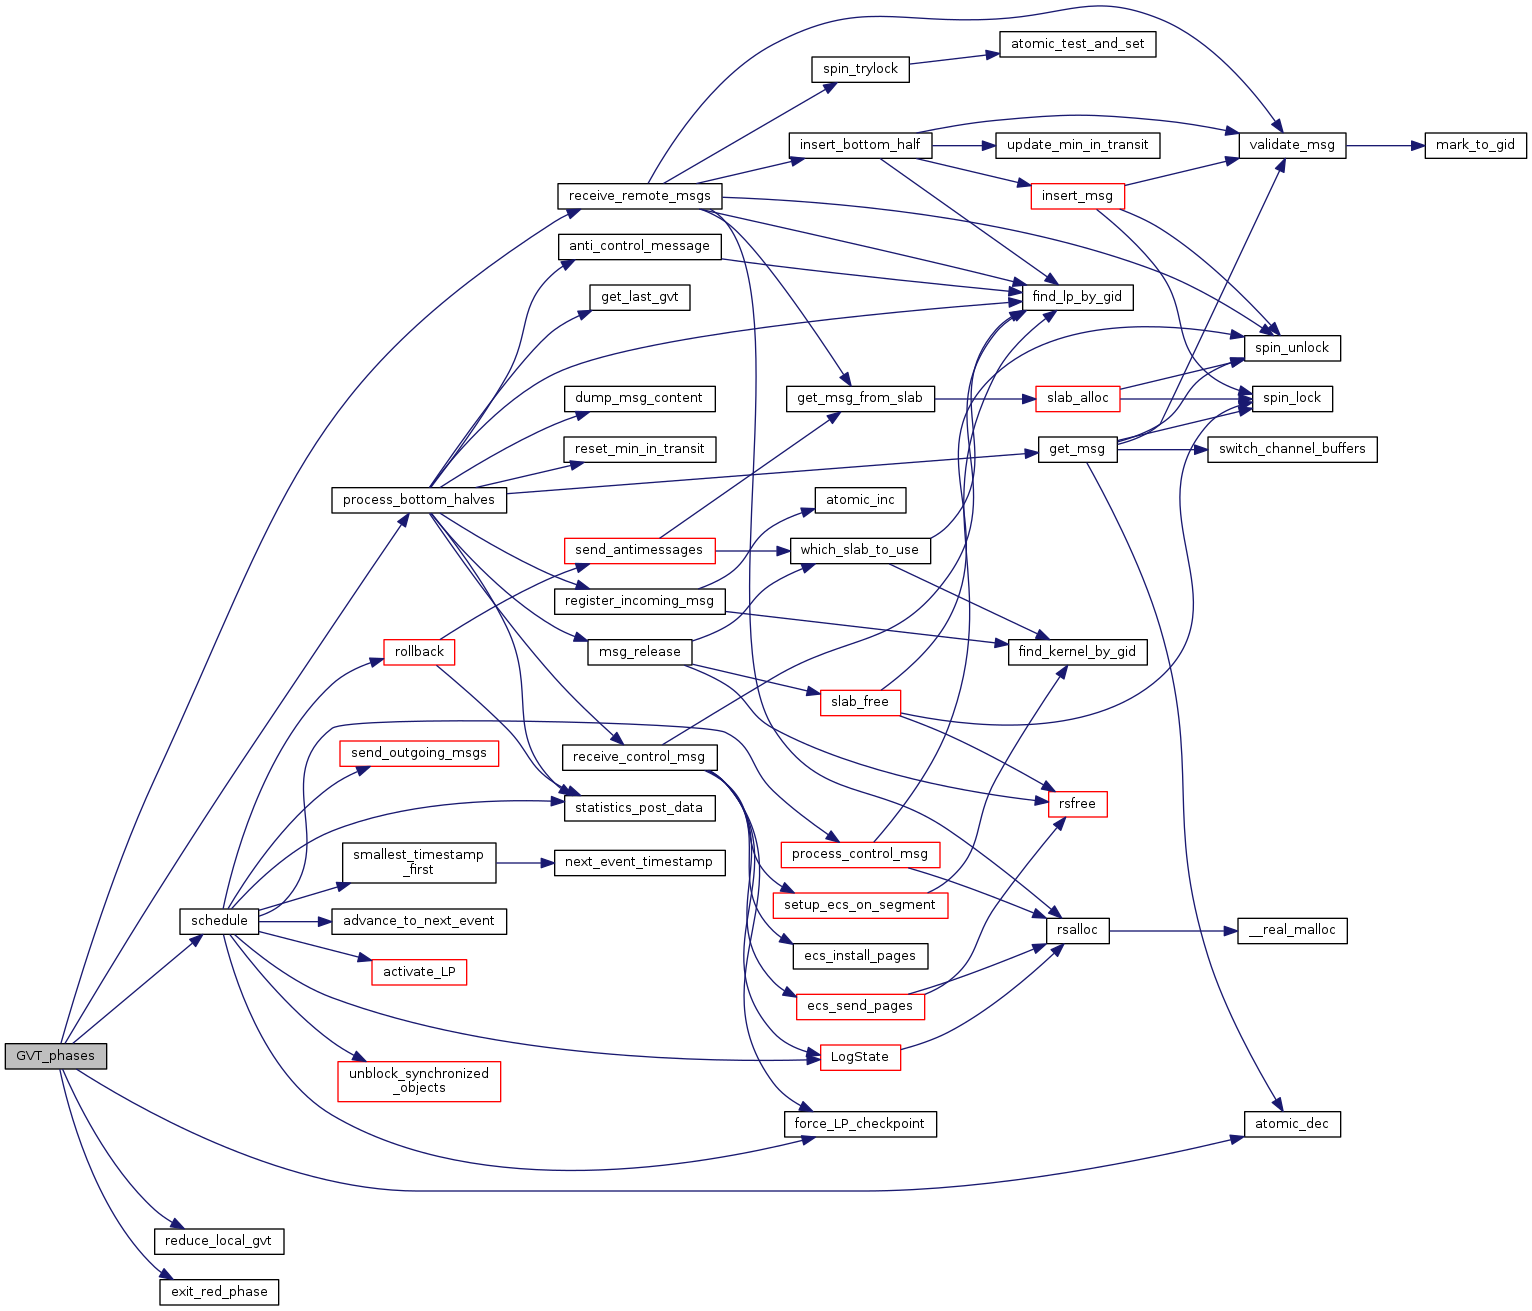 atomic_test_and_set
spin_trylock
insert_bottom_half
update_min_in_transit
validate_msg
mark_to_gid
receive_remote_msgs
insert_msg
anti_control_message
get_last_gvt
find_lp_by_gid
spin_unlock
dump_msg_content
get_msg_from_slab
slab_alloc
spin_lock
reset_min_in_transit
get_msg
switch_channel_buffers
process_bottom_halves
atomic_inc
send_antimessages
which_slab_to_use
register_incoming_msg
rollback
msg_release
find_kernel_by_gid
slab_free
send_outgoing_msgs
receive_control_msg
statistics_post_data
rsfree
smallest_timestamp
_first
next_event_timestamp
process_control_msg
setup_ecs_on_segment
schedule
advance_to_next_event
rsalloc
__real_malloc
ecs_install_pages
activate_LP
ecs_send_pages
GVT_phases
LogState
unblock_synchronized
_objects
force_LP_checkpoint
atomic_dec
reduce_local_gvt
exit_red_phase